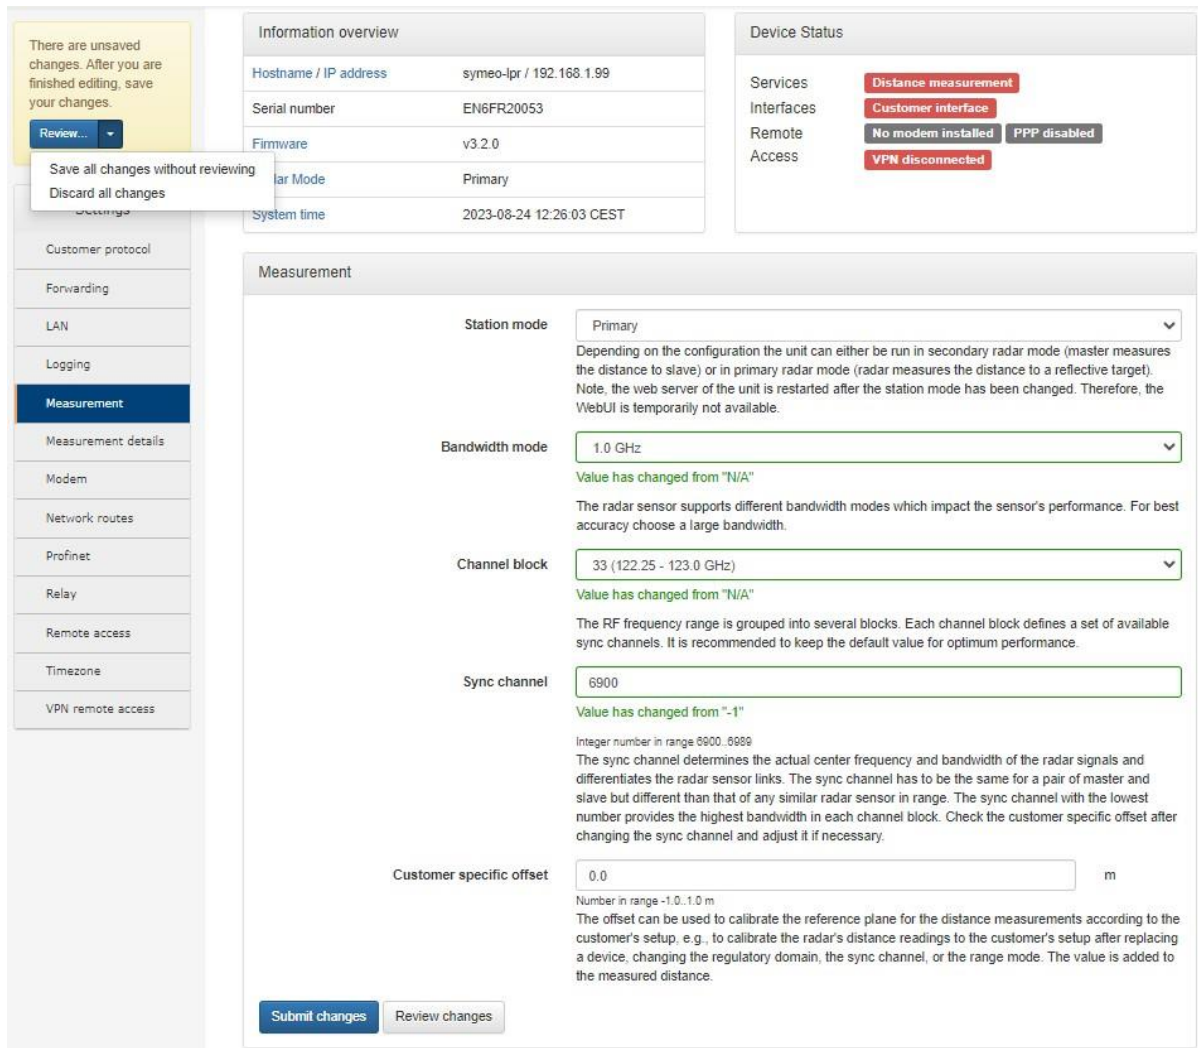 There are unsaved
changes. After you are
finished editing, save
your changes.
Review...
Save all changes without reviewing
Discard all changes
Settings
Customer protocol
Forwarding
LAN
Logging
Measurement
Measurement details
Modem
Network routes
Profinet
Relay
Remote access
Timezone
VPN remote access
Information overview
Hostname / IP address symeo-lpr / 192.168.1.99
Serial number EN6FR20053
Firmware v3.2.0
dar Mode Primary
System time 2023-08-24 12:26:03 CEST
Device Status
Services Distance measurement
Interfaces Customer interface
Remote No modem installed PPP disabled
Access VPN disconnected
Measurement
Station mode Primary
Depending on the configuration the unit can either be run in secondary radar mode (master measures
the distance to slave) or in primary radar mode (radar measures the distance to a reflective target).
Note, the web server of the unit is restarted after the station mode has been changed. Therefore, the
WebUI is temporarily not available.
Bandwidth mode 1.0 GHz
Value has changed from "N/A"
The radar sensor supports different bandwidth modes which impact the sensor's performance. For best
accuracy choose a large bandwidth.
Channel block 33 (122.25 - 123.0 GHz)
Value has changed from "N/A"
The RF frequency range is grouped into several blocks. Each channel block defines a set of available
sync channels. It is recommended to keep the default value for optimum performance.
Sync channel 6900
Value has changed from "-1"
Integer number in range 6900..6989
The sync channel determines the actual center frequency and bandwidth of the radar signals and
differentiates the radar sensor links. The sync channel has to be the same for a pair of master and
slave but different than that of any similar radar sensor in range. The sync channel with the lowest
number provides the highest bandwidth in each channel block. Check the customer specific offset after
changing the sync channel and adjust it if necessary.
Customer specific offset 0.0 m
Number in range -1.0..1.0 m
The offset can be used to calibrate the reference plane for the distance measurements according to the
customer's setup, e.g., to calibrate the radar's distance readings to the customer's setup after replacing
a device, changing the regulatory domain, the sync channel, or the range mode. The value is added to
the measured distance.
Submit changes Review changes